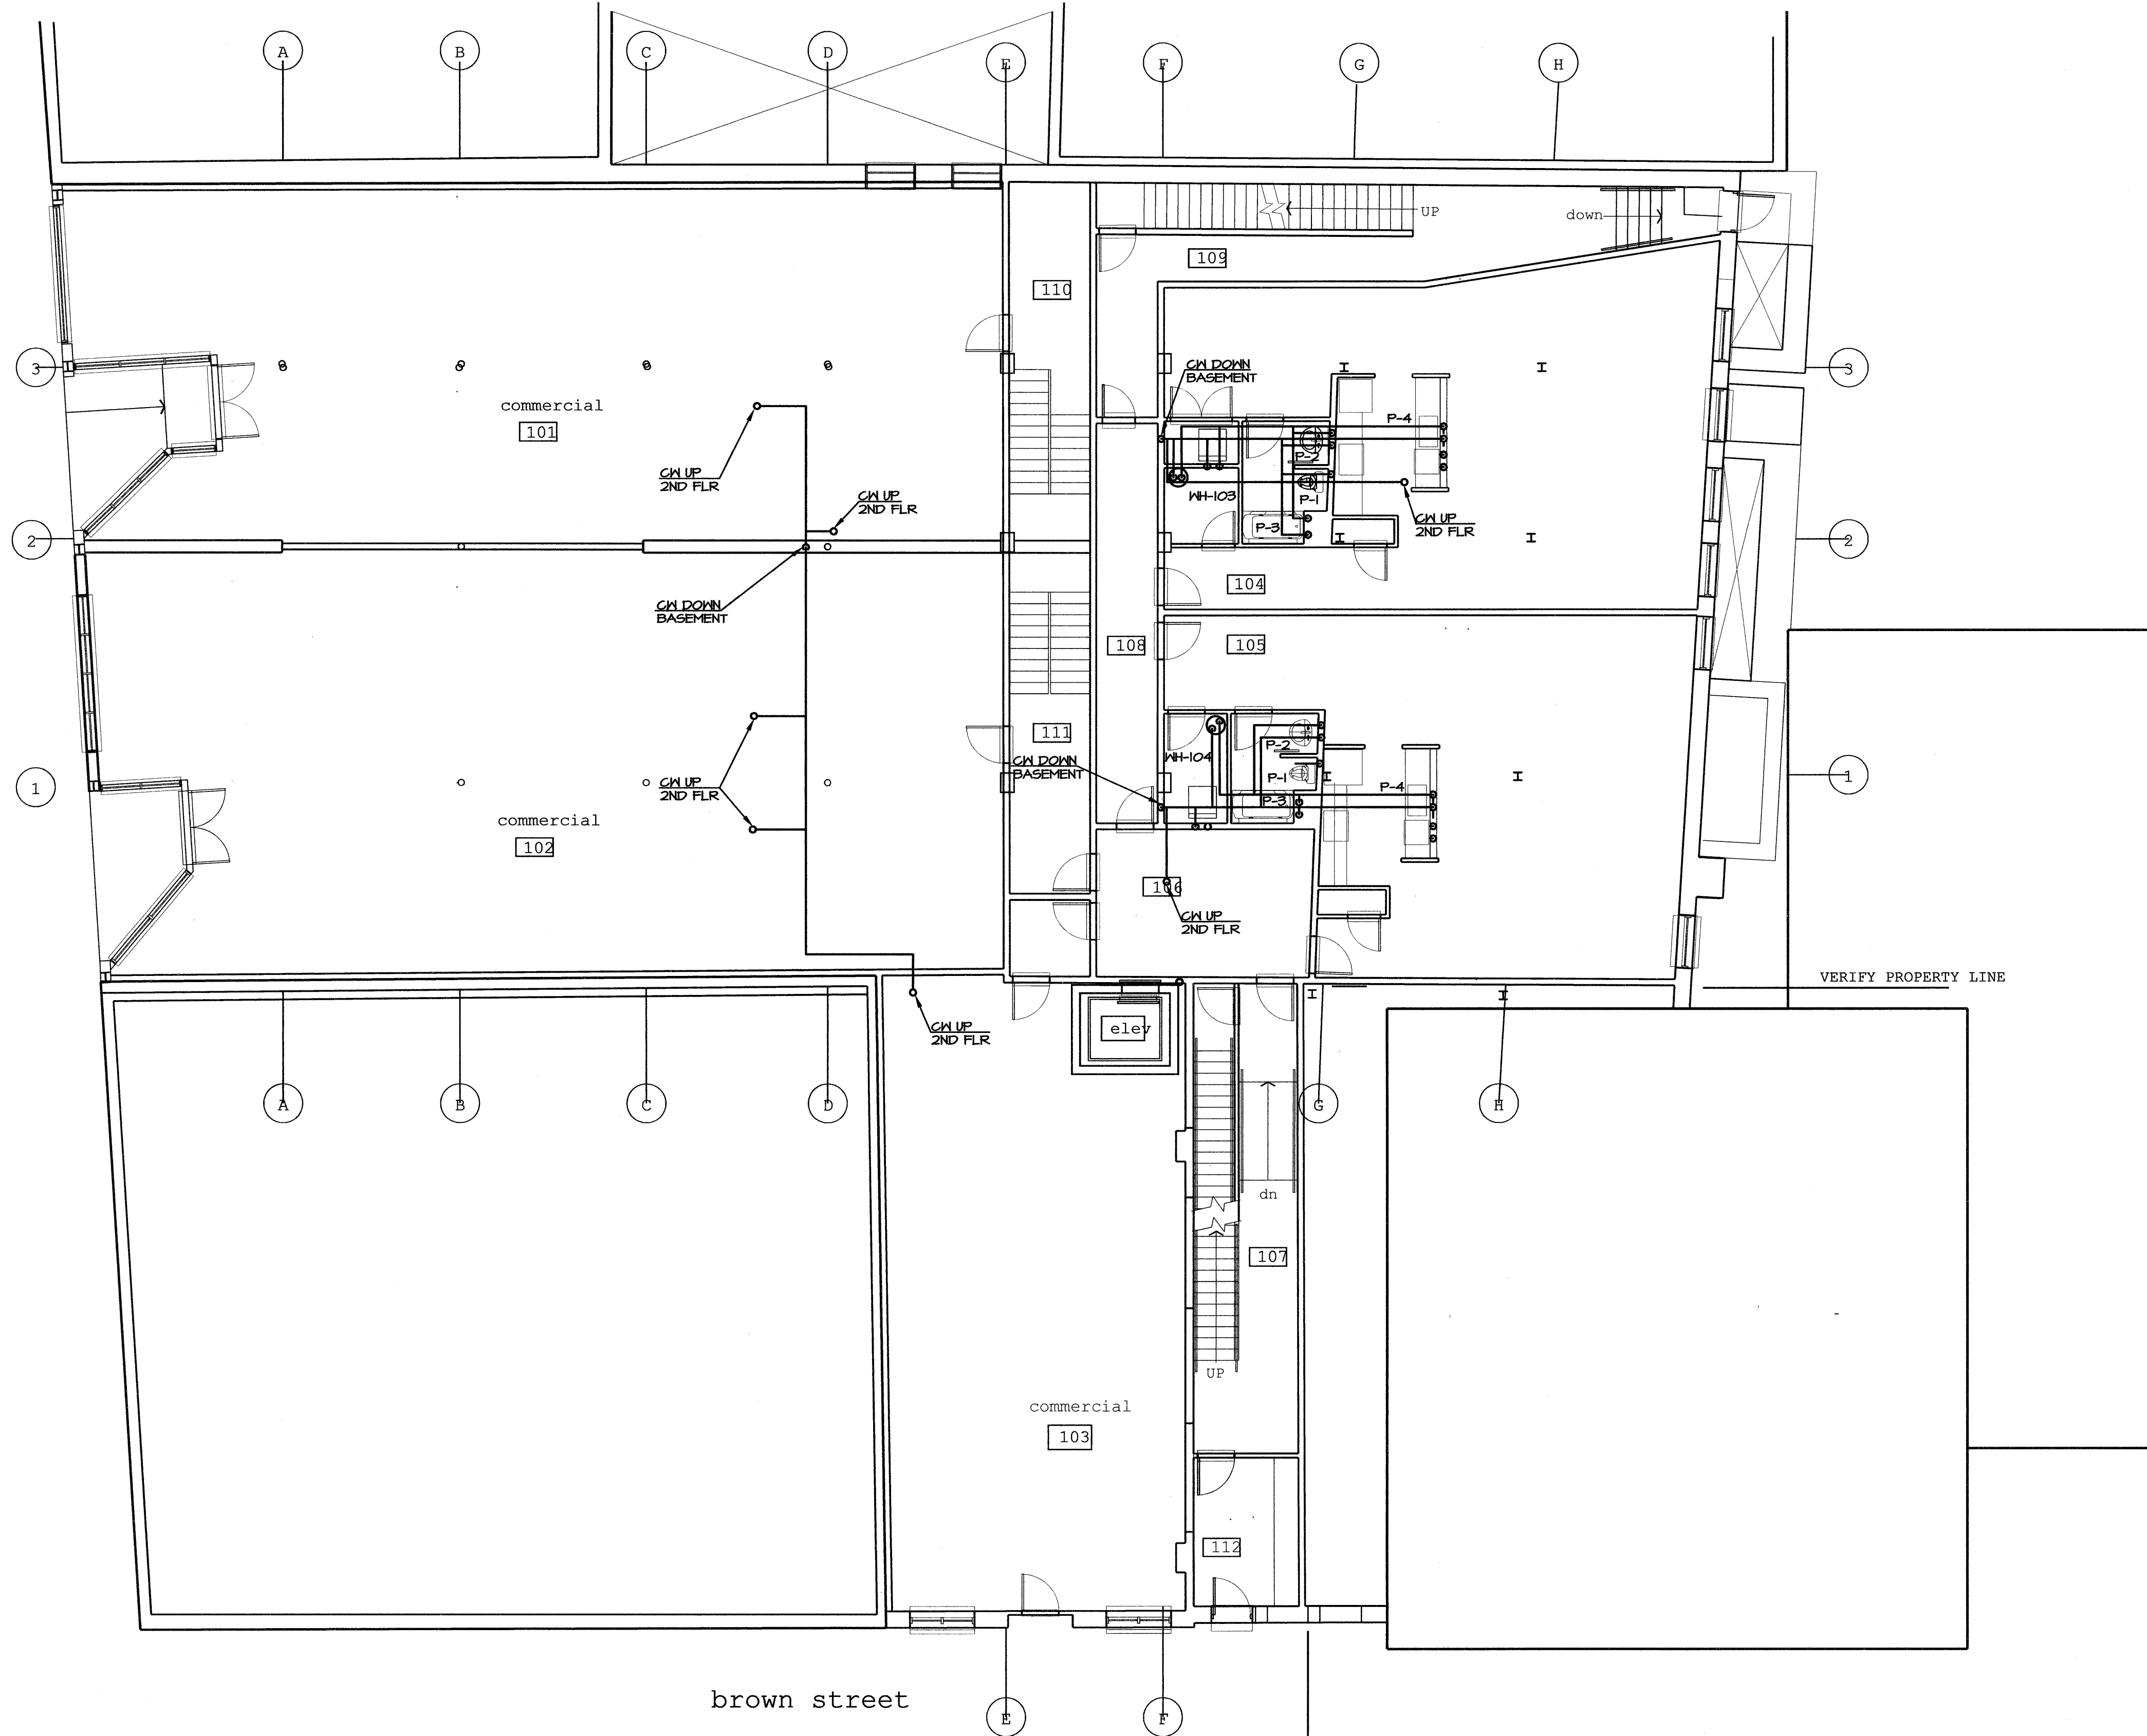 A
B
C
D
E
F
G
H
UP
down
109
110
3
CW DOWN
BASEMENT
3
commercial
101
P-4
P-2
CW UP
2ND FLR
CW UP
2ND FLR
WH-103
P-1
CW UP
2ND FLR
P-3
2
2
104
CW DOWN
BASEMENT
108
105
111
P-2
CW DOWN
BASEMENT
WH-104
P-1
1
1
CW UP
2ND FLR
P-4
P-3
commercial
102
106
CW UP
2ND FLR
VERIFY PROPERTY LINE
elev
CW UP
2ND FLR
A
B
C
D
G
H
dn
107
UP
commercial
103
112
brown street
E
F